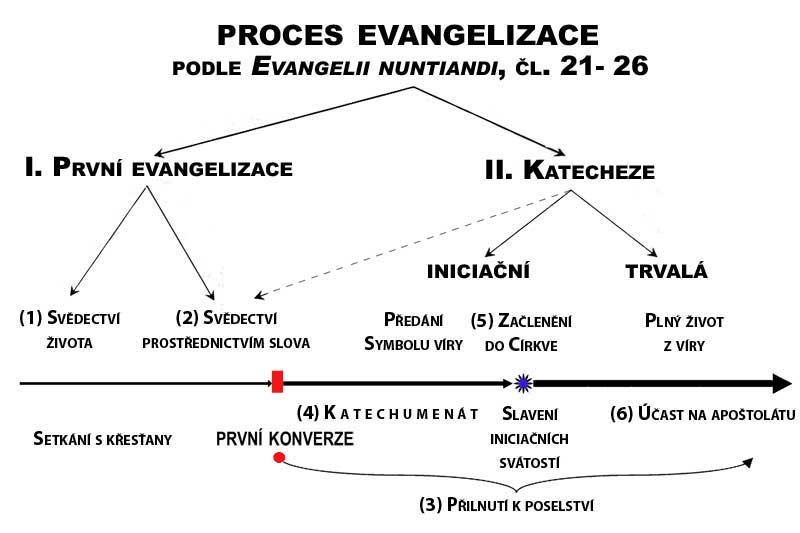 PROCES EVANGELIZACE
PODLE EVANGELII NUNTIANDI, ČL. 21- 26
I. PRVNÍ EVANGELIZACE
II. KATECHEZE
INICIAČNÍ
TRVALÁ
(1) SVĚDECTVÍ
ŽIVOTA
(2) SVĚDECTVÍ
PROSTŘEDNICTVÍM SLOVA
PŘEDÁNÍ
SYMBOLU VÍRY
(5) ZAČLENĚNÍ
DO CÍRKVE
PLNÝ ŽIVOT
Z VÍRY
SETKÁNÍ S KŘESŤANY
PRVNÍ KONVERZE
(4) KATECHUMENÁT
SLAVENÍ
INICIAČNÍCH
SVÁTOSTÍ
(6) ÚČAST NA APOŠTOLÁTU
(3) PŘILNUTÍ K POSELSTVÍ